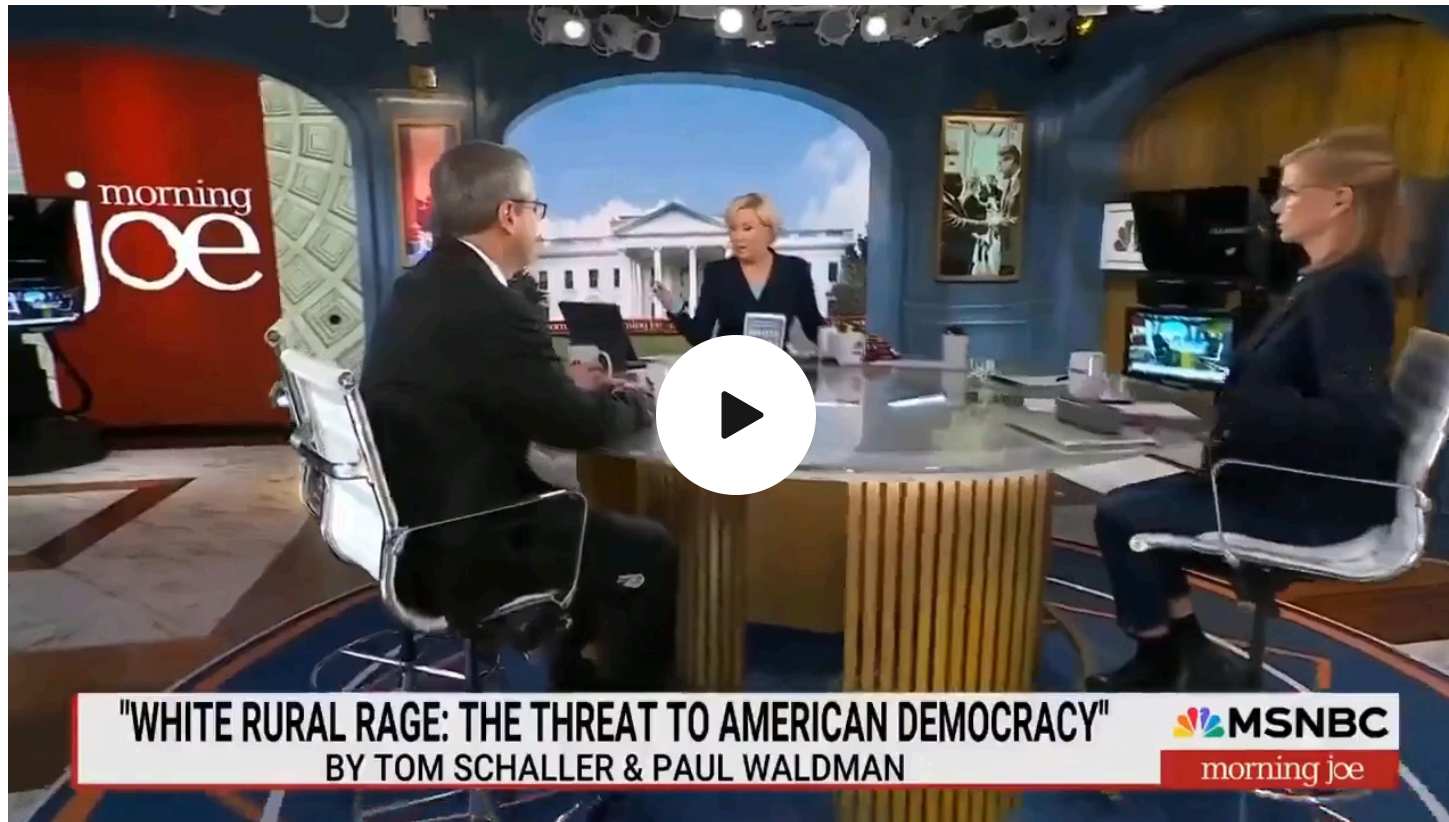 morning
joe
"WHITE RURAL RAGE: THE THREAT TO AMERICAN DEMOCRACY"
BY TOM SCHALLER & PAUL WALDMAN
MSNBC
morning joe